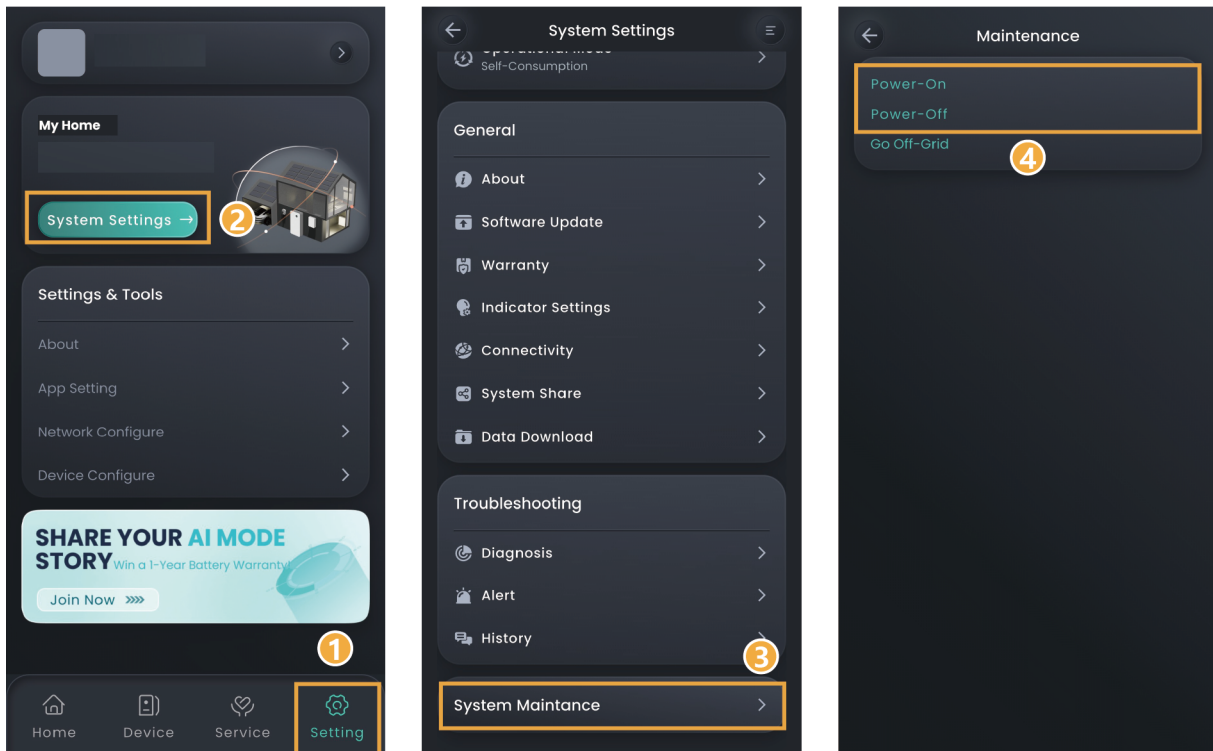 My Home
System Settings →
2
Settings & Tools
About
App Setting
Network Configure
Device Configure
SHARE YOUR AI MODE
STORY Win a 1-Year Battery Warranty!
Join Now »»
1
Home
Device
Service
Setting
System Settings
Operational Mode
Self-Consumption
General
About
Software Update
Warranty
Indicator Settings
Connectivity
System Share
Data Download
Troubleshooting
Diagnosis
Alert
History
3
System Maintance
Maintenance
Power-On
Power-Off
Go Off-Grid
4